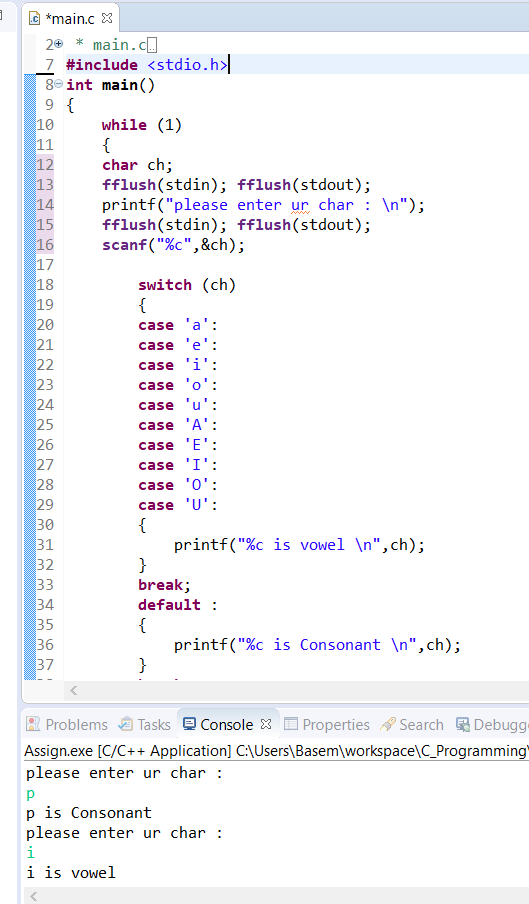 *main.c
2 * main.c
7 #include <stdio.h>
8 int main()
9 {
10 while (1)
11 {
12 char ch;
13 fflush(stdin); fflush(stdout);
14 printf("please enter ur char : \n");
15 fflush(stdin); fflush(stdout);
16 scanf("%c",&ch);
17
18 switch (ch)
19 {
20 case 'a':
21 case 'e':
22 case 'i':
23 case 'o':
24 case 'u':
25 case 'A':
26 case 'E':
27 case 'I':
28 case 'O':
29 case 'U':
30 {
31 printf("%c is vowel \n",ch);
32 }
33 break;
34 default :
35 {
36 printf("%c is Consonant \n",ch);
37 }
Problems Tasks Console Properties Search Debugg
Assign.exe [C/C++ Application] C:\Users\Basem\workspace\C_Programming\
please enter ur char :
p
p is Consonant
please enter ur char :
i
i is vowel